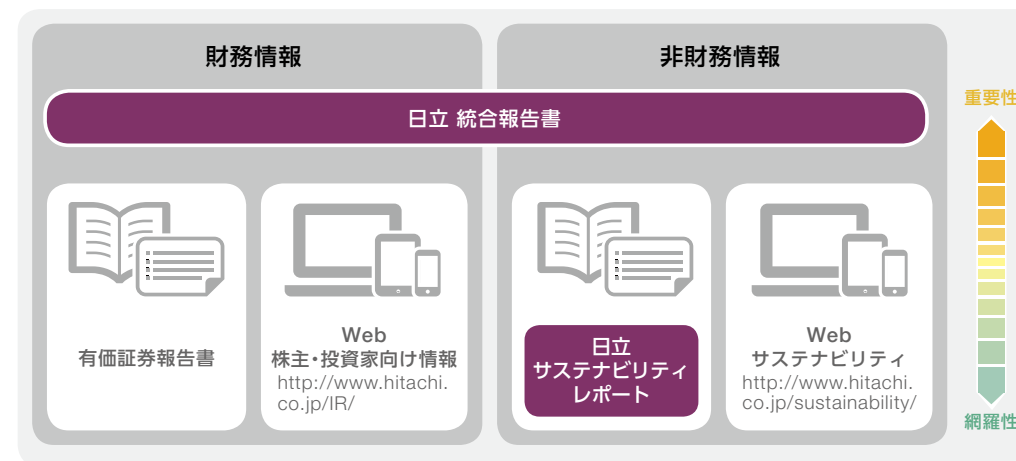 財務情報
非財務情報
日立 統合報告書
有価証券報告書
Web
株主・投資家向け情報
http://www.hitachi.
co.jp/IR/
日立
サステナビリティ
レポート
Web
サステナビリティ
http://www.hitachi.
co.jp/sustainability/
重要性
網羅性